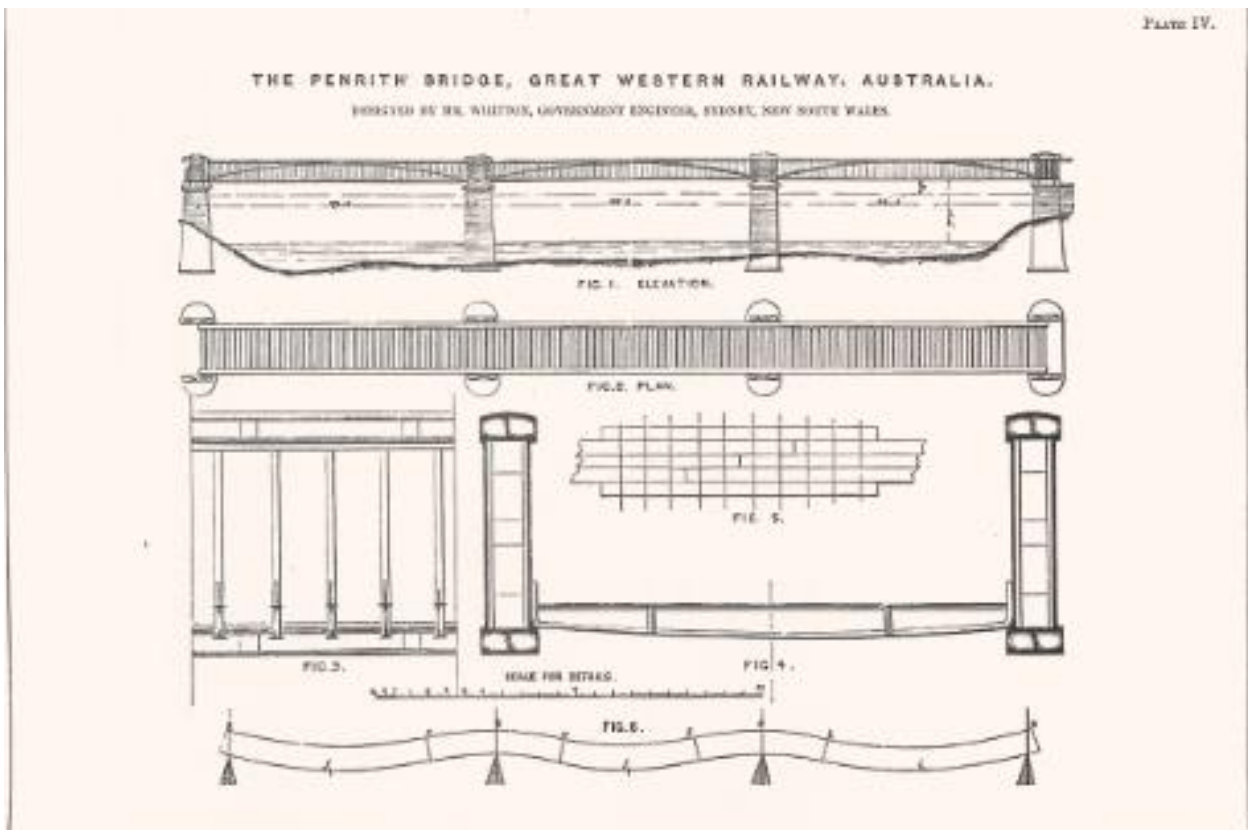 PLATE IV.
THE PENRITH BRIDGE, GREAT WESTERN RAILWAY, AUSTRALIA.
DESIGNED BY MR. WHITTON, GOVERNMENT ENGINEER, SYDNEY, NEW SOUTH WALES.
FIG. 1. ELEVATION.
FIG. 2. PLAN.
FIG. 5.
FIG. 3.
FIG. 4.
SCALE FOR DETAILS.
FIG. 6.